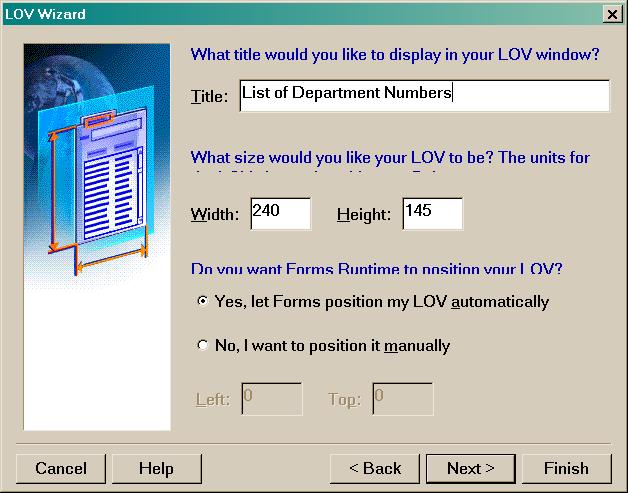 LOV Wizard
What title would you like to display in your LOV window?
Title: List of Department Numbers
What size would you like your LOV to be? The units for
Width: 240 Height: 145
Do you want Forms Runtime to position your LOV?
Yes, let Forms position my LOV automatically
No, I want to position it manually
Left: 0 Top: 0
Cancel Help < Back Next > Finish